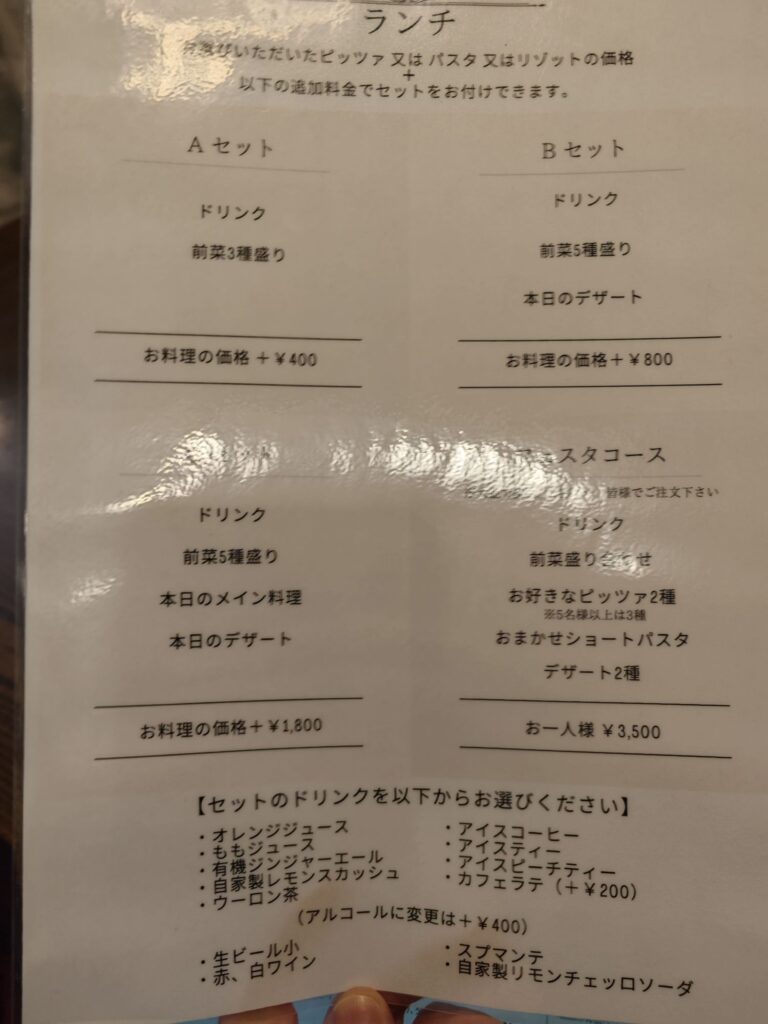 ランチ
選びいただいたピッツァ 又は パスタ 又はリゾットの価格
+
以下の追加料金でセットをお付けできます。
A セット
ドリンク
前菜3種盛り
お料理の価格 + ¥400
B セット
ドリンク
前菜5種盛り
本日のデザート
お料理の価格+ ¥800
ドリンク
前菜5種盛り
本日のメイン料理
本日のデザート
お料理の価格+ ¥1,800
スタコース
皆様でご注文下さい
ドリンク
前菜盛り合わせ
お好きなピッツァ2種
※5名様以上は3種
おまかせショートパスタ
デザート2種
お一人様 ¥3,500
【セットのドリンクを以下からお選びください】
・オレンジジュース
・ももジュース
・有機ジンジャーエール
・自家製レモンスカッシュ
・ウーロン茶
・アイスコーヒー
・アイスティー
・アイスピーチティー
・カフェラテ（+¥200）
（アルコールに変更は+¥400）
・生ビール小
・赤、白ワイン
・スプマンテ
・自家製リモンチェッロソーダ